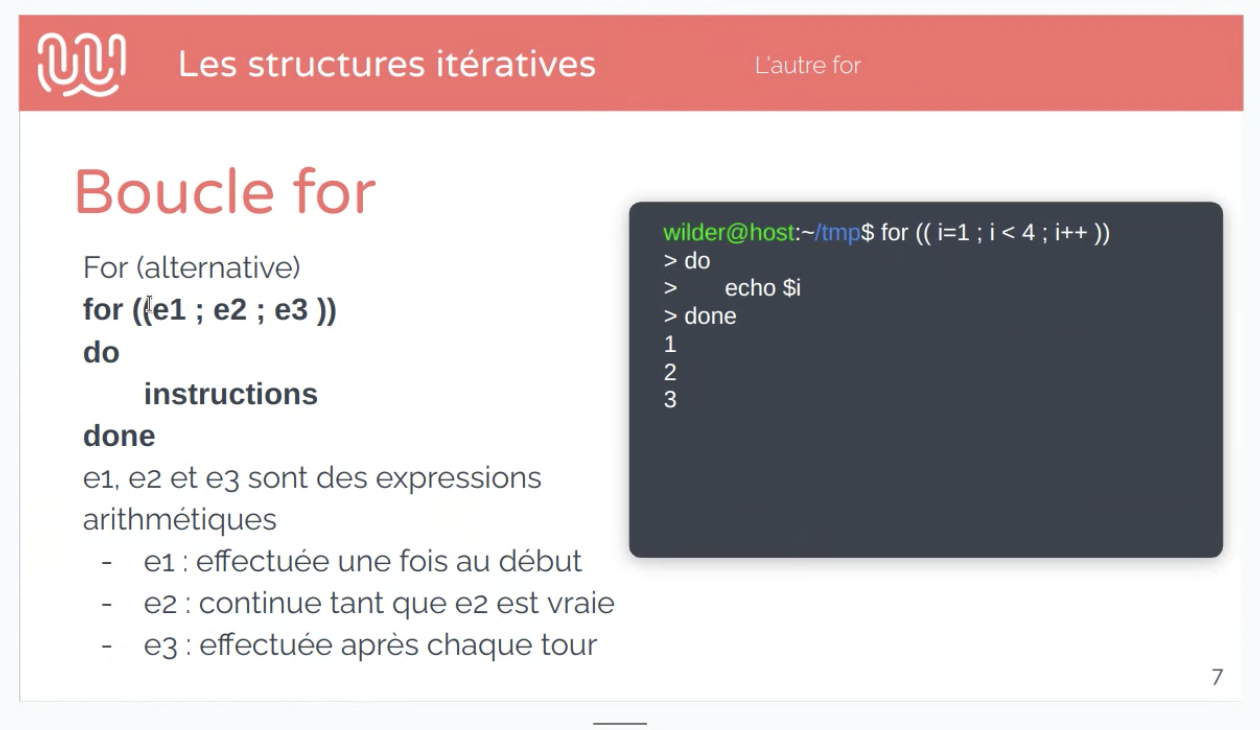 Les structures itératives
L'autre for
Boucle for
For (alternative)
for ((e1 ; e2 ; e3 ))
do
instructions
done
e1, e2 et e3 sont des expressions
arithmétiques
- e1 : effectuée une fois au début
- e2 : continue tant que e2 est vraie
- e3 : effectuée après chaque tour
wilder@host:~/tmp$ for (( i=1 ; i < 4 ; i++ ))
> do
> echo $i
> done
1
2
3
7